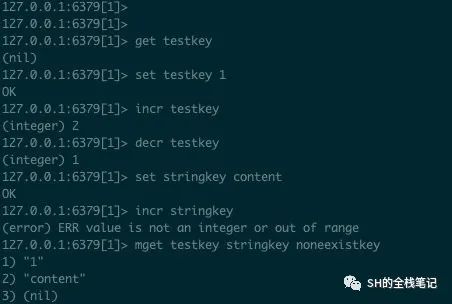 127.0.0.1:6379[1]>
127.0.0.1:6379[1]>
127.0.0.1:6379[1]> get testkey
(nil)
127.0.0.1:6379[1]> set testkey 1
OK
127.0.0.1:6379[1]> incr testkey
(integer) 2
127.0.0.1:6379[1]> decr testkey
(integer) 1
127.0.0.1:6379[1]> set stringkey content
OK
127.0.0.1:6379[1]> incr stringkey
(error) ERR value is not an integer or out of range
127.0.0.1:6379[1]> mget testkey stringkey noneexistkey
1) "1"
2) "content"
3) (nil)
SH的全栈笔记